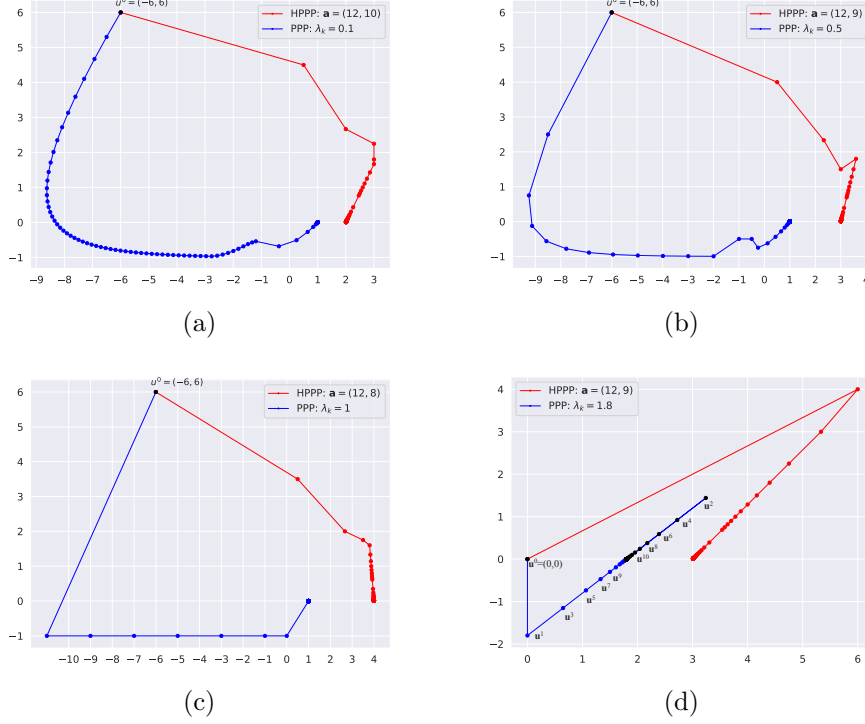 u⁰ = (−6, 6)
HPPP: a = (12, 10)
PPP: λₖ = 0.1
6
5
4
3
2
1
0
−1
−9 −8 −7 −6 −5 −4 −3 −2 −1 0 1 2 3
(a)
u⁰ = (−6, 6)
HPPP: a = (12, 9)
PPP: λₖ = 0.5
6
5
4
3
2
1
0
−1
−9 −8 −7 −6 −5 −4 −3 −2 −1 0 1 2 3 4
(b)
u⁰ = (−6, 6)
HPPP: a = (12, 8)
PPP: λₖ = 1
6
5
4
3
2
1
0
−1
−10 −9 −8 −7 −6 −5 −4 −3 −2 −1 0 1 2 3 4
(c)
HPPP: a = (12, 9)
PPP: λₖ = 1.8
4
3
2
1
0
−1
−2
u²
u⁴
u⁶
u⁸
u¹⁰
u⁰=(0,0)
u⁹
u⁷
u⁵
u³
u¹
0 1 2 3 4 5 6
(d)